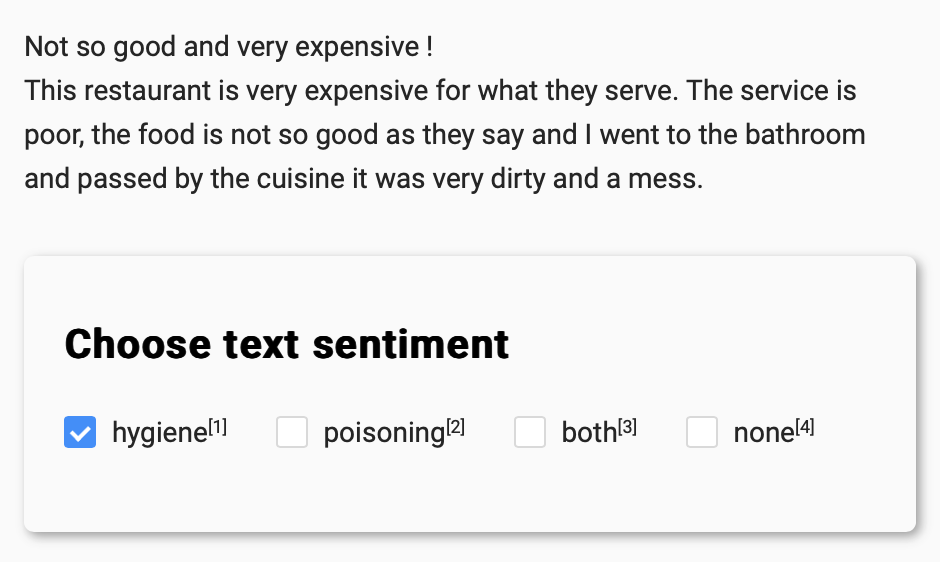 Not so good and very expensive !
This restaurant is very expensive for what they serve. The service is
poor, the food is not so good as they say and I went to the bathroom
and passed by the cuisine it was very dirty and a mess.
Choose text sentiment
hygiene[1] poisoning[2] both[3] none[4]